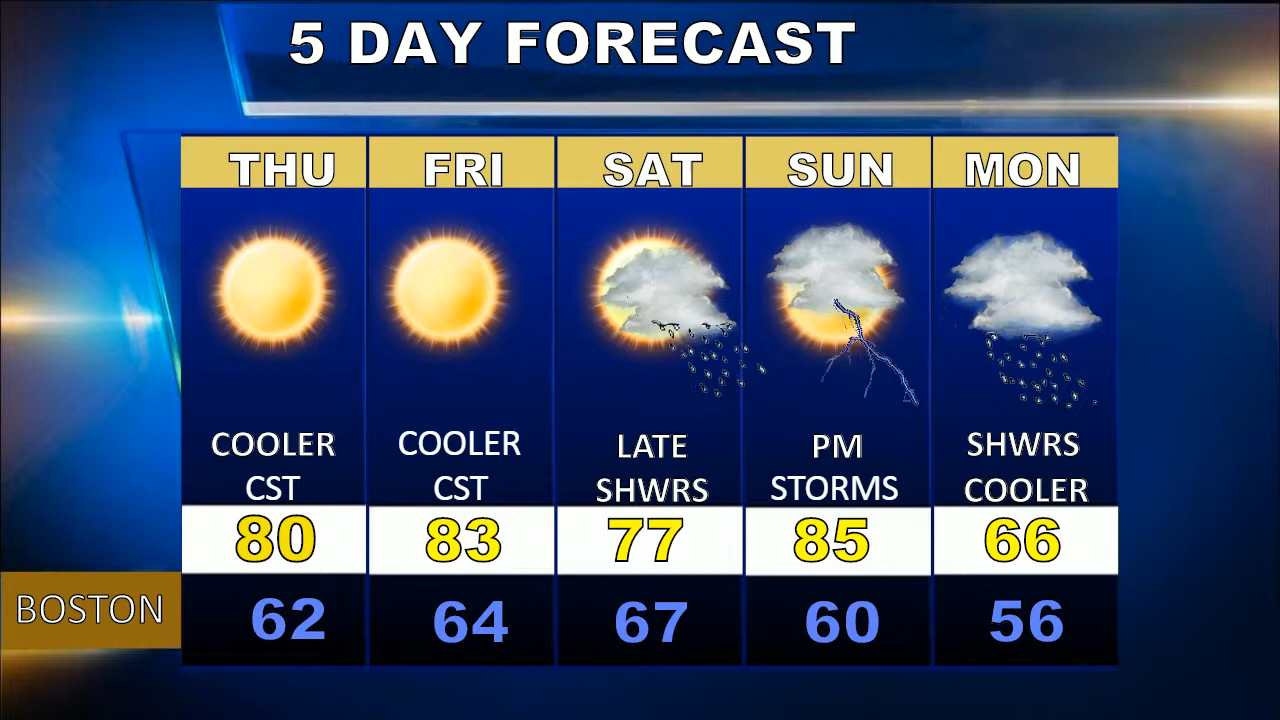 5 DAY FORECAST
THU FRI SAT SUN MON
COOLER CST
COOLER CST
LATE SHWRS
PM STORMS
SHWRS COOLER
80 83 77 85 66
BOSTON 62 64 67 60 56